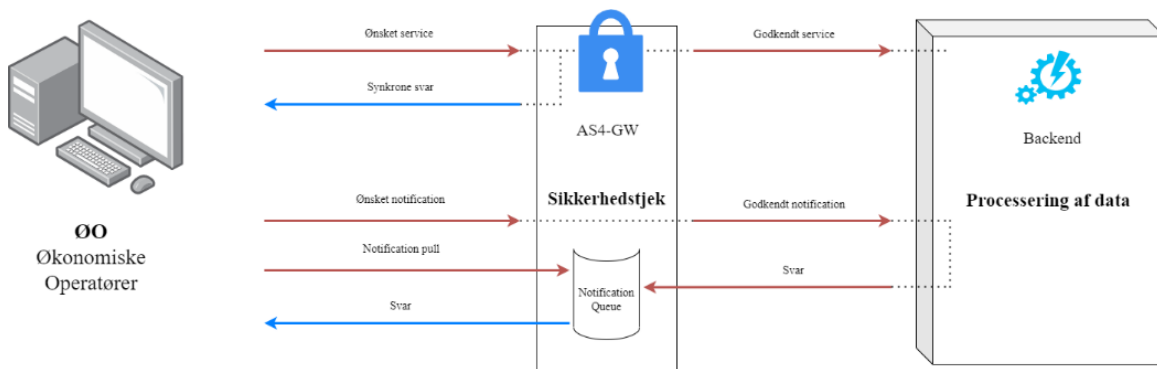 Ønsket service
Godkendt service
Synkrone svar
AS4-GW
Backend
Ønsket notification
Sikkerhedstjek
Godkendt notification
Processering af data
ØO
Økonomiske
Operatører
Notification pull
Svar
Notification
Queue
Svar